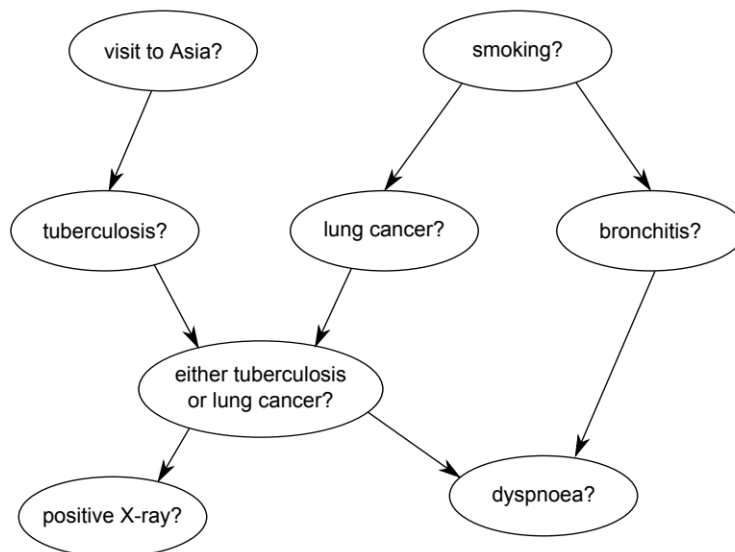 visit to Asia?
smoking?
tuberculosis?
lung cancer?
bronchitis?
either tuberculosis
or lung cancer?
positive X-ray?
dyspnoea?